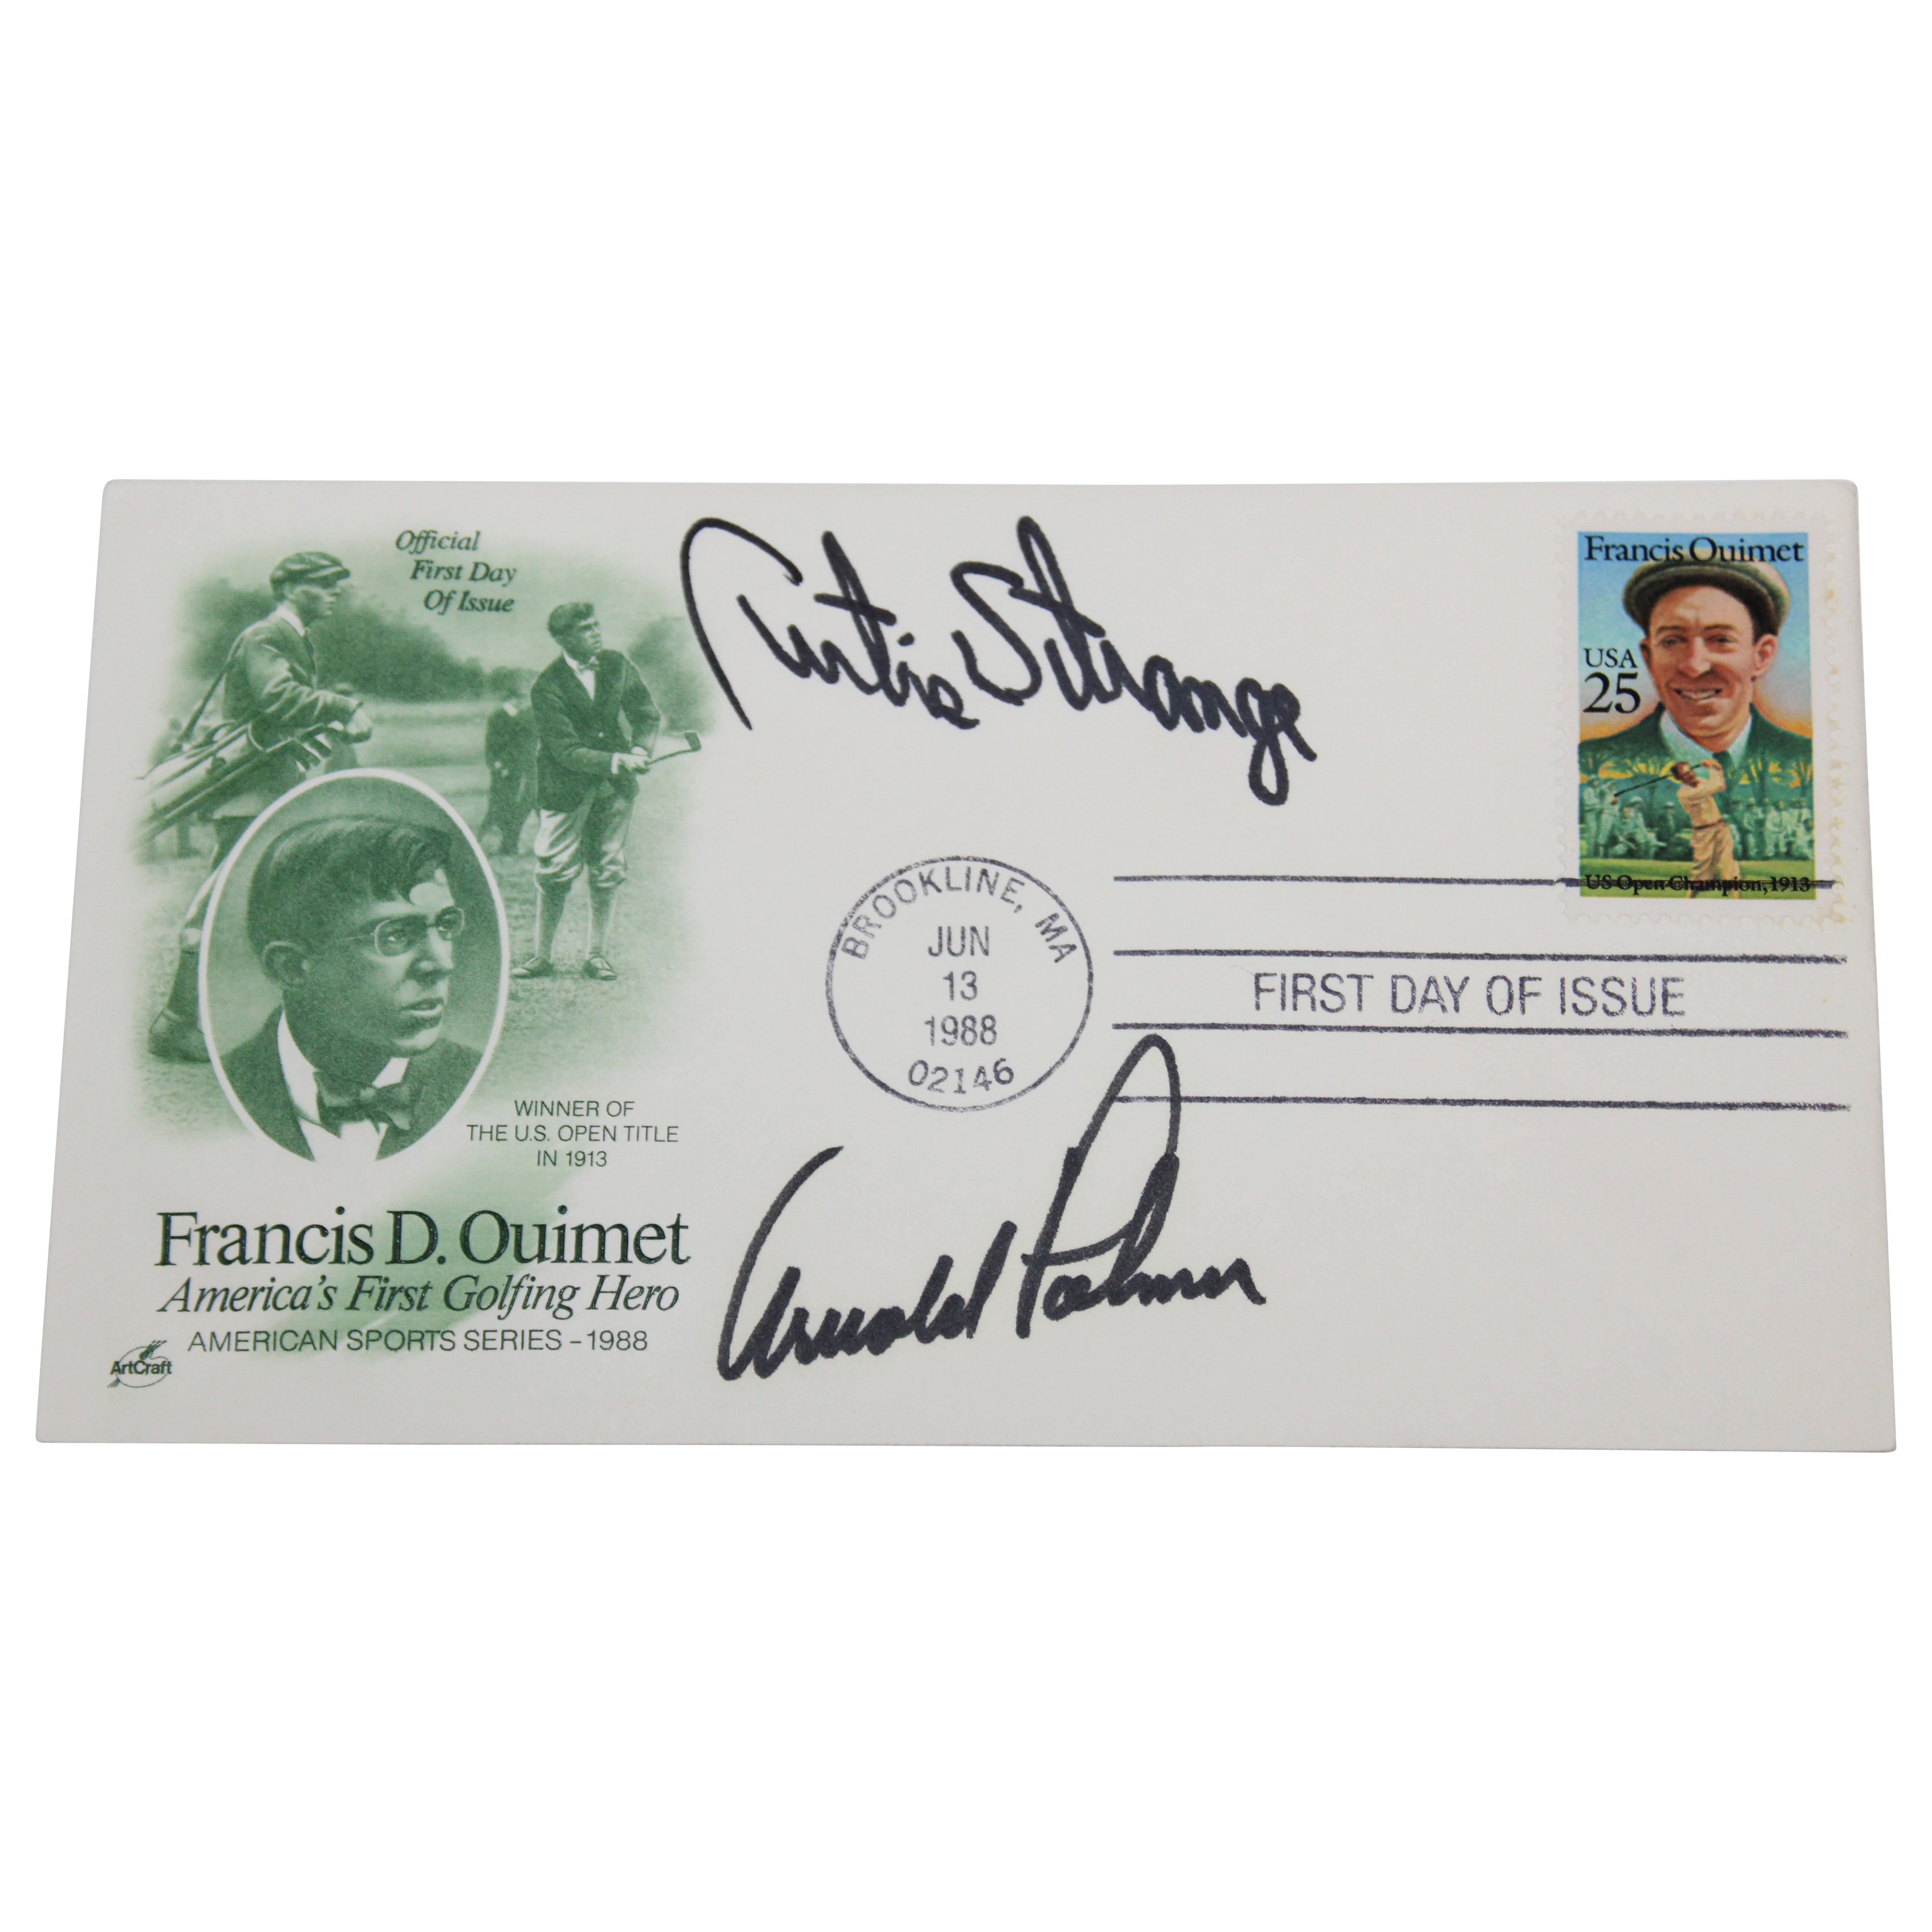 Official
First Day
Of Issue
WINNER OF
THE U.S. OPEN TITLE
IN 1913
Francis D. Ouimet
America's First Golfing Hero
AMERICAN SPORTS SERIES – 1988
ArtCraft
Curtis Strange
BROOKLINE, MA
JUN
13
1988
02146
FIRST DAY OF ISSUE
Arnold Palmer
Francis Ouimet
USA
25
US Open Champion, 1913